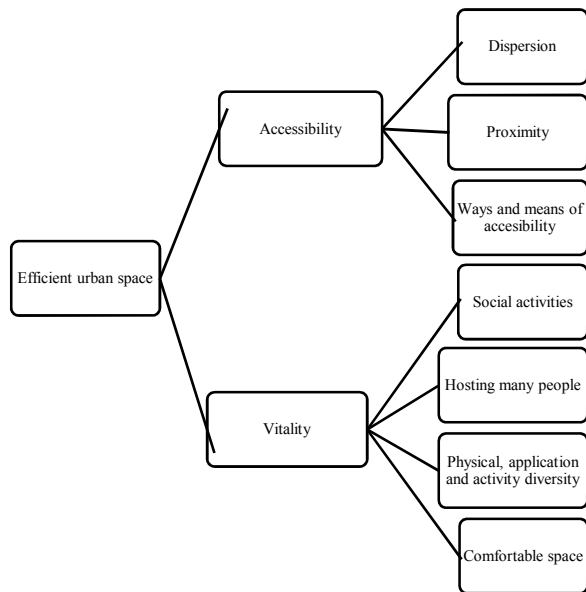 Dispersion
Accessibility
Proximity
Ways and means of
accesibility
Efficient urban space
Social activities
Vitality
Hosting many people
Physical, application
and activity diversity
Comfortable space